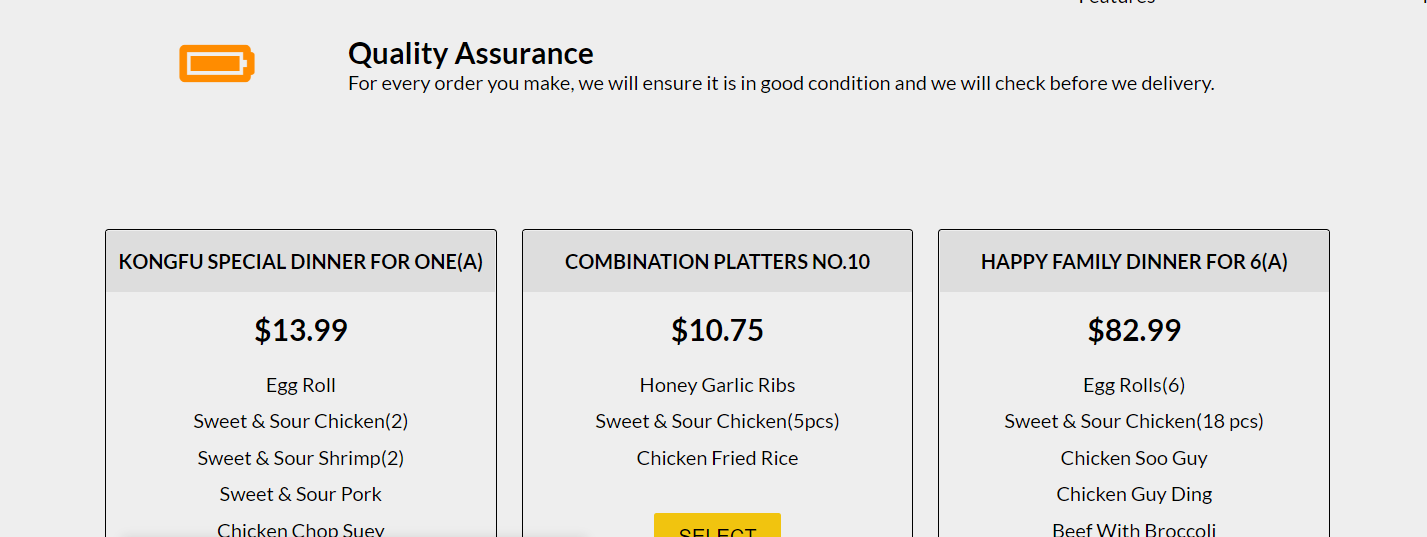 Features
Quality Assurance
For every order you make, we will ensure it is in good condition and we will check before we delivery.
KONGFU SPECIAL DINNER FOR ONE(A)
$13.99
Egg Roll
Sweet & Sour Chicken(2)
Sweet & Sour Shrimp(2)
Sweet & Sour Pork
Chicken Chop Suey
COMBINATION PLATTERS NO.10
$10.75
Honey Garlic Ribs
Sweet & Sour Chicken(5pcs)
Chicken Fried Rice
SELECT
HAPPY FAMILY DINNER FOR 6(A)
$82.99
Egg Rolls(6)
Sweet & Sour Chicken(18 pcs)
Chicken Soo Guy
Chicken Guy Ding
Beef With Broccoli